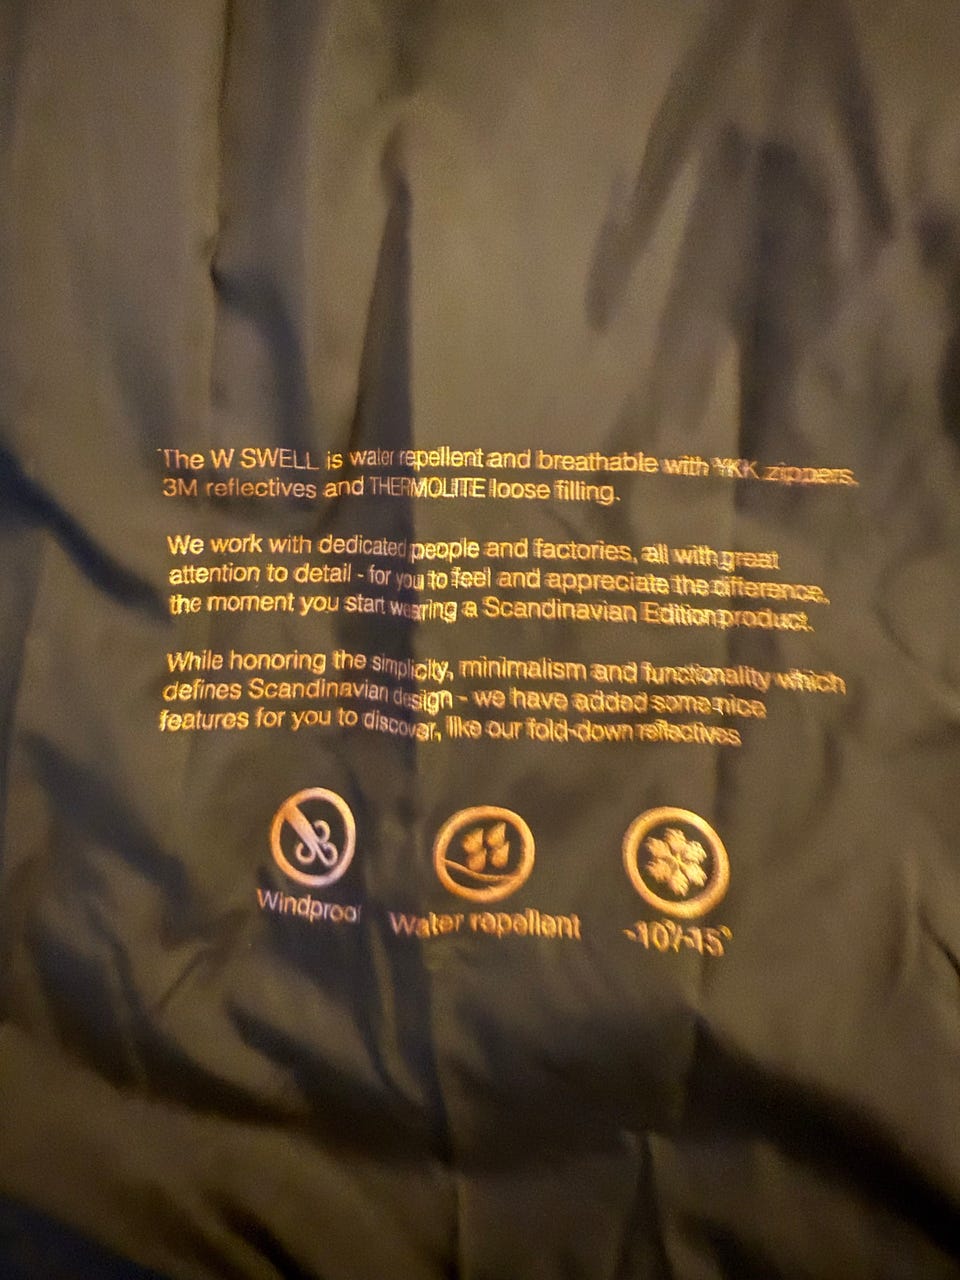 The W SWELL is water repellent and breathable with YKK zippers,
3M reflectives and THERMOLITE loose filling.
We work with dedicated people and factories, all with great
attention to detail - for you to feel and appreciate the difference,
the moment you start wearing a Scandinavian Edition product.
While honoring the simplicity, minimalism and functionality which
defines Scandinavian design - we have added some nice
features for you to discover, like our fold-down reflectives
Windproof
Water repellent
-10°/-15°